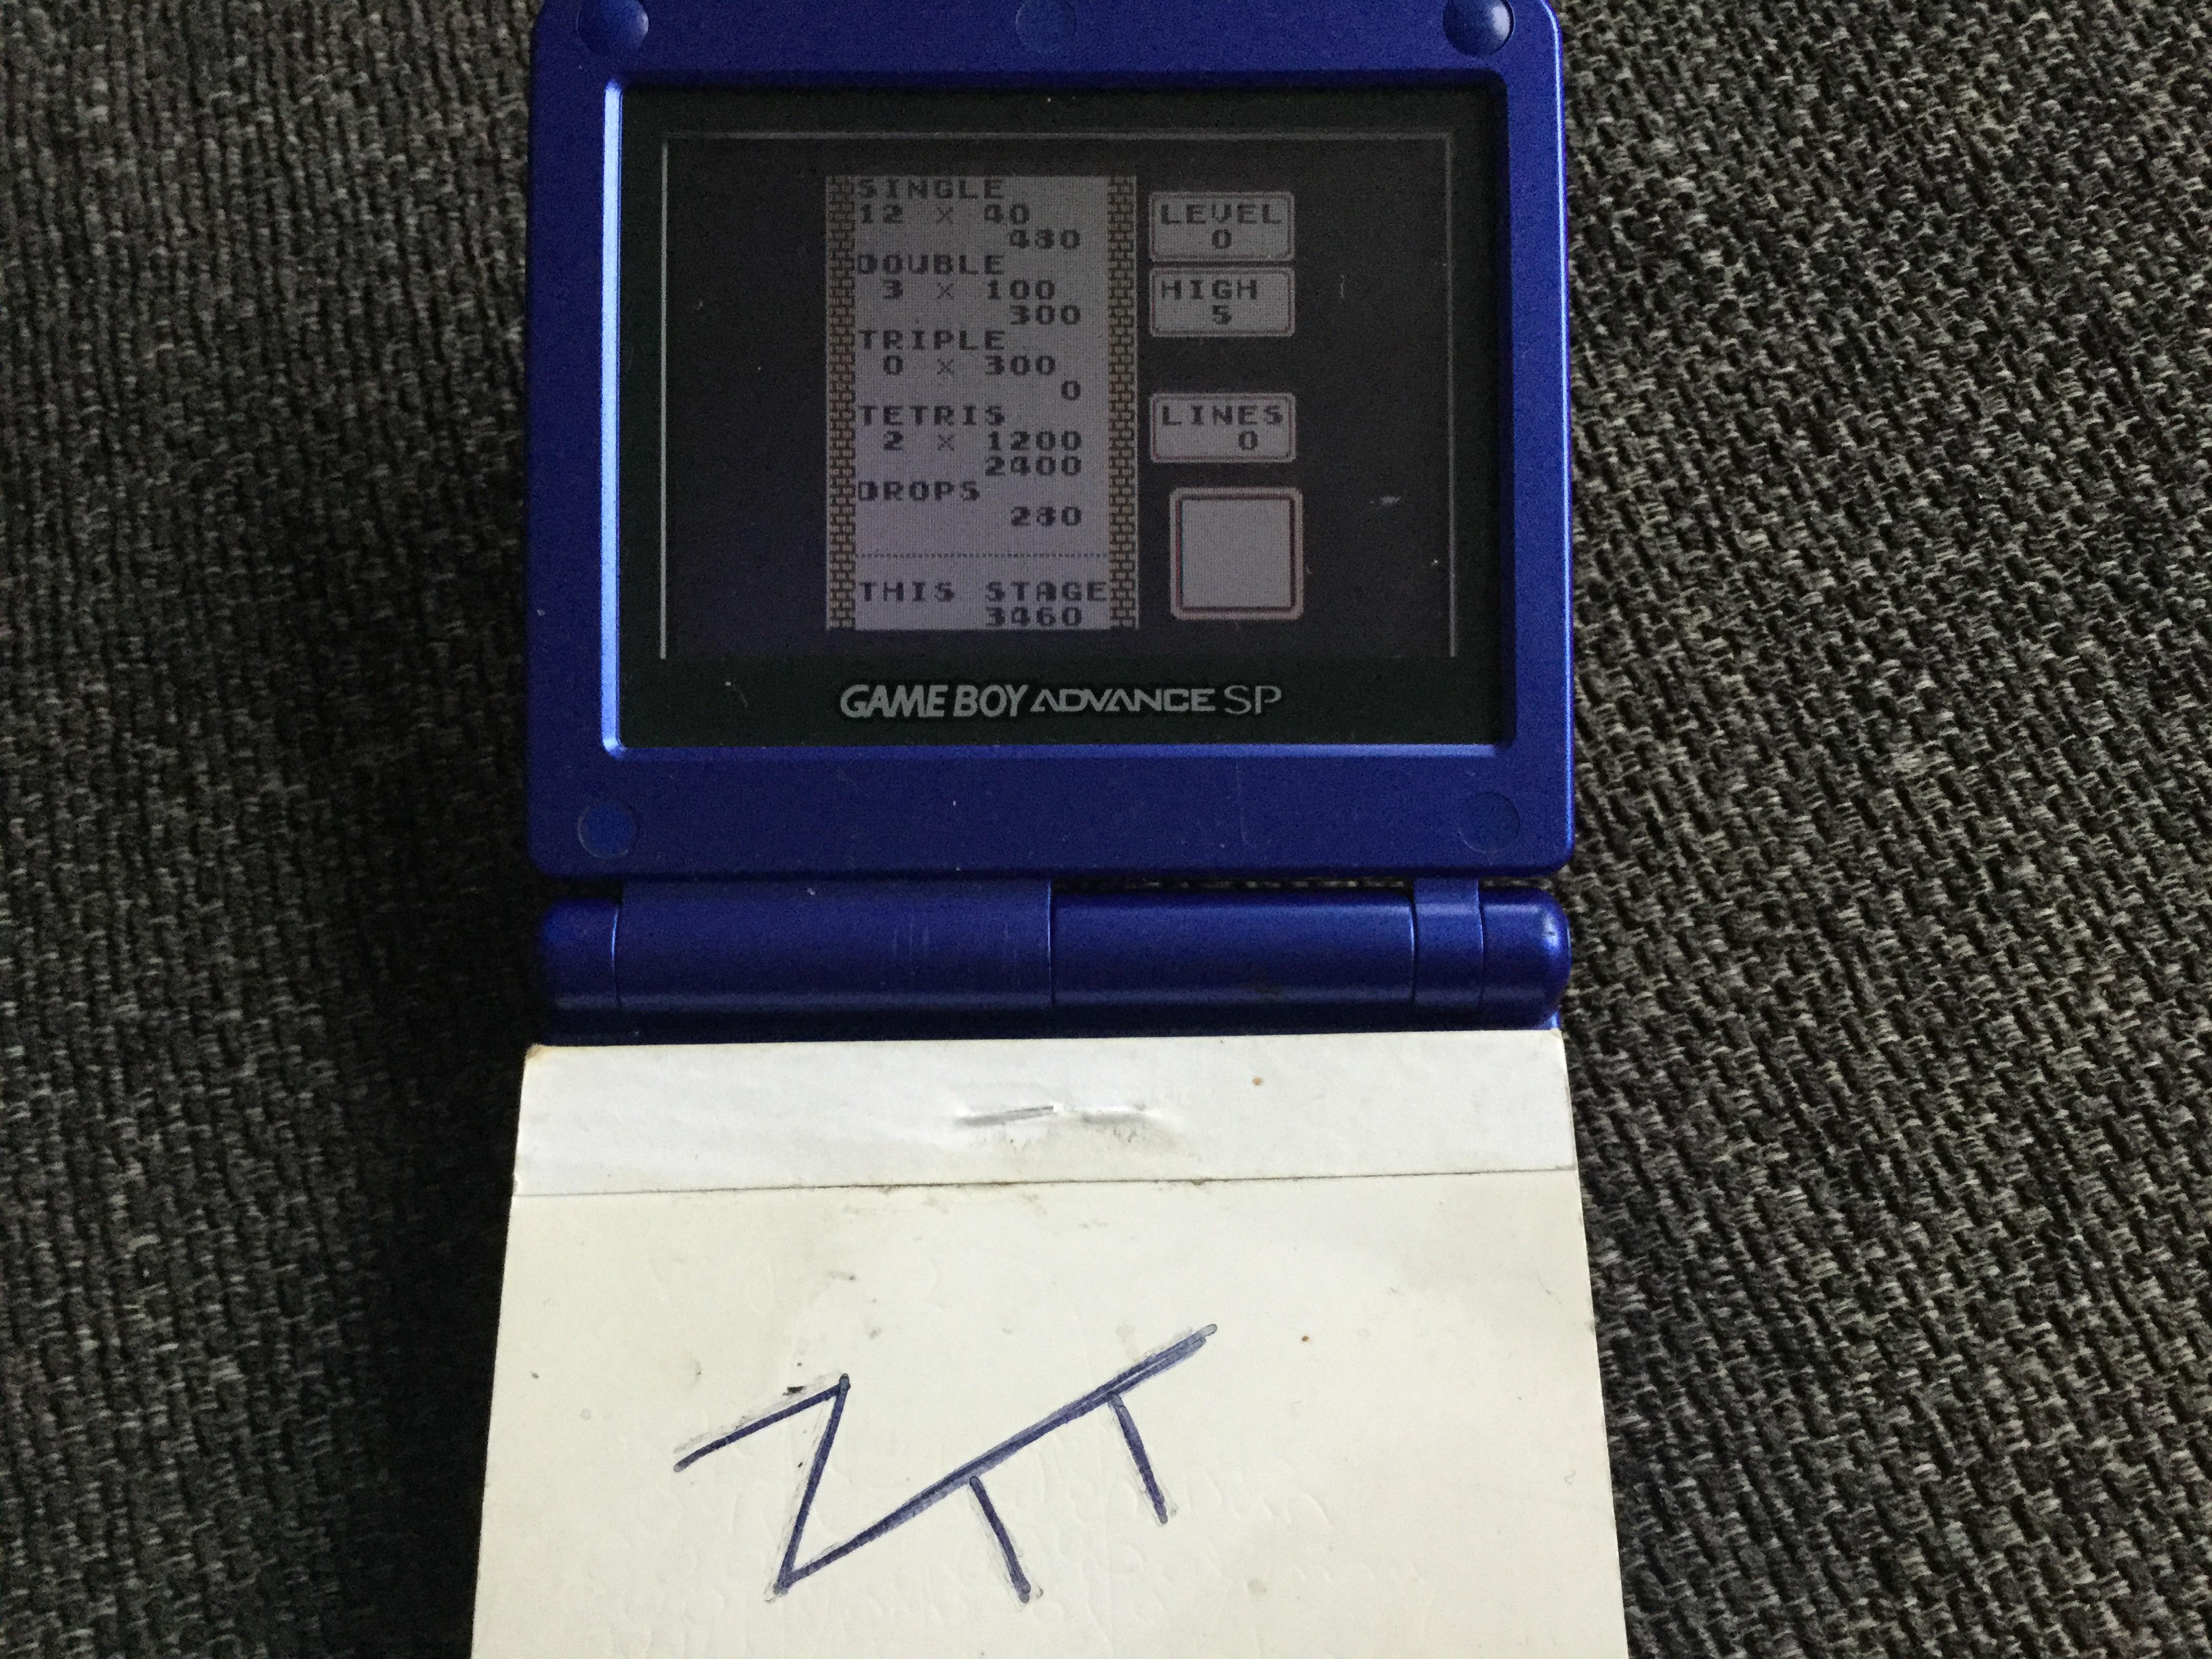 SINGLE
12 × 40
480
DOUBLE
3 × 100
300
TRIPLE
0 × 300
0
TETRIS
2 × 1200
2400
DROPS
280
THIS STAGE
3460
LEVEL
0
HIGH
5
LINES
0
GAME BOY ADVANCE SP
ZTT